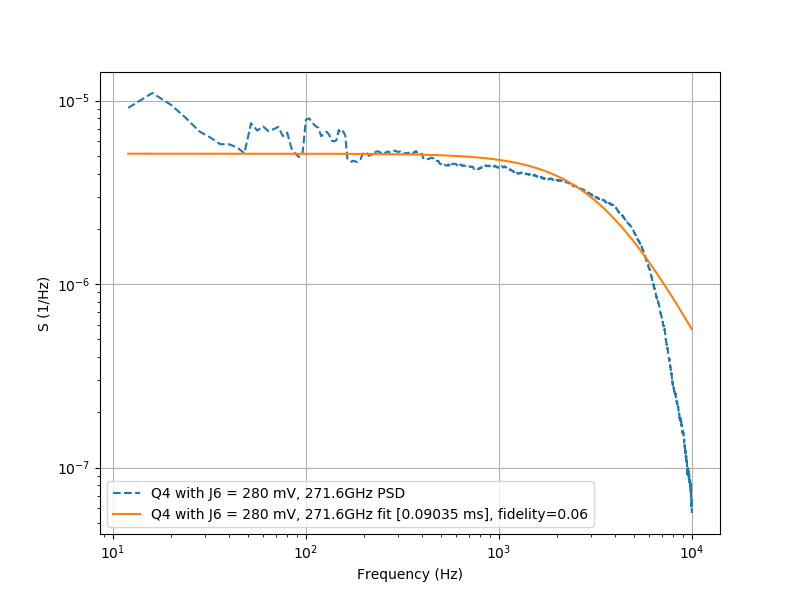 10⁻⁵
10⁻⁶
10⁻⁷
S (1/Hz)
Q4 with J6 = 280 mV, 271.6GHz PSD
Q4 with J6 = 280 mV, 271.6GHz fit [0.09035 ms], fidelity=0.06
10¹ 10² 10³ 10⁴
Frequency (Hz)